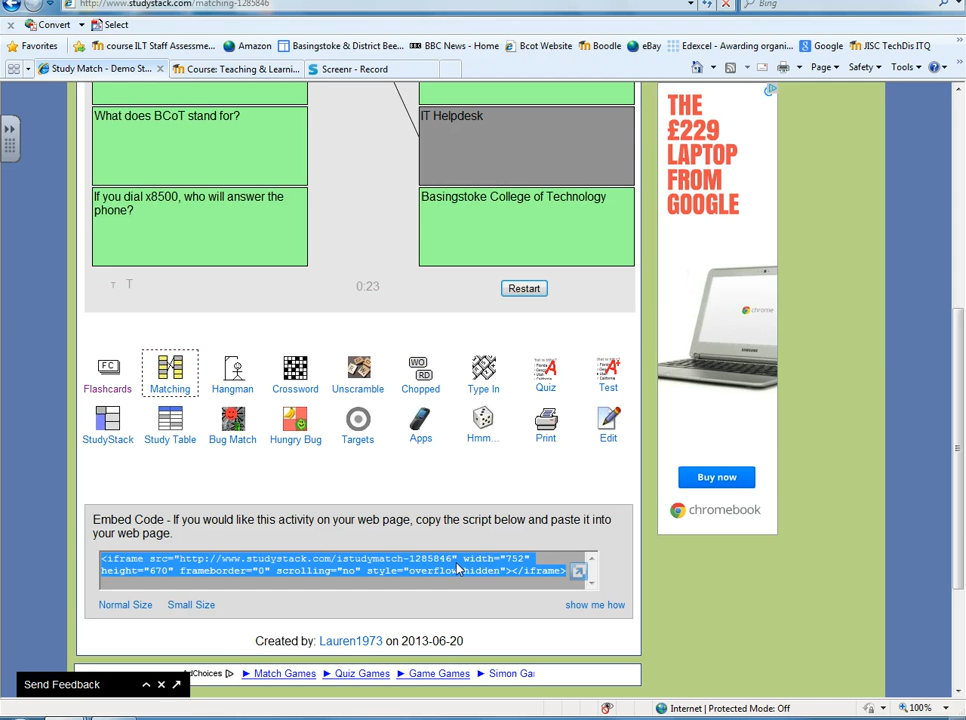 http://www.studystack.com/matching-1285846
Bing
Convert
Select
Favorites
course ILT Staff Assessme...
Amazon
Basingstoke & District Bee...
BBC News - Home
Bcot Website
Boodle
eBay
Edexcel - Awarding organi...
Google
JISC TechDis ITQ
Study Match - Demo St...
Course: Teaching & Learni...
Screenr - Record
Page
Safety
Tools
What does BCoT stand for?
IT Helpdesk
If you dial x8500, who will answer the
phone?
Basingstoke College of Technology
T T
0:23
Restart
Flashcards
Matching
Hangman
Crossword
Unscramble
Chopped
Type In
Quiz
Test
StudyStack
Study Table
Bug Match
Hungry Bug
Targets
Apps
Hmm...
Print
Edit
Embed Code - If you would like this activity on your web page, copy the script below and paste it into
your web page.
<iframe src="http://www.studystack.com/istudymatch-1285846" width="752"
height="670" frameborder="0" scrolling="no" style="overflow:hidden"></iframe>
Normal Size
Small Size
show me how
Created by: Lauren1973 on 2013-06-20
THE
£229
LAPTOP
FROM
GOOGLE
chrome
Buy now
chromebook
Send Feedback
AdChoices
Match Games
Quiz Games
Game Games
Simon Ga
Internet | Protected Mode: Off
100%